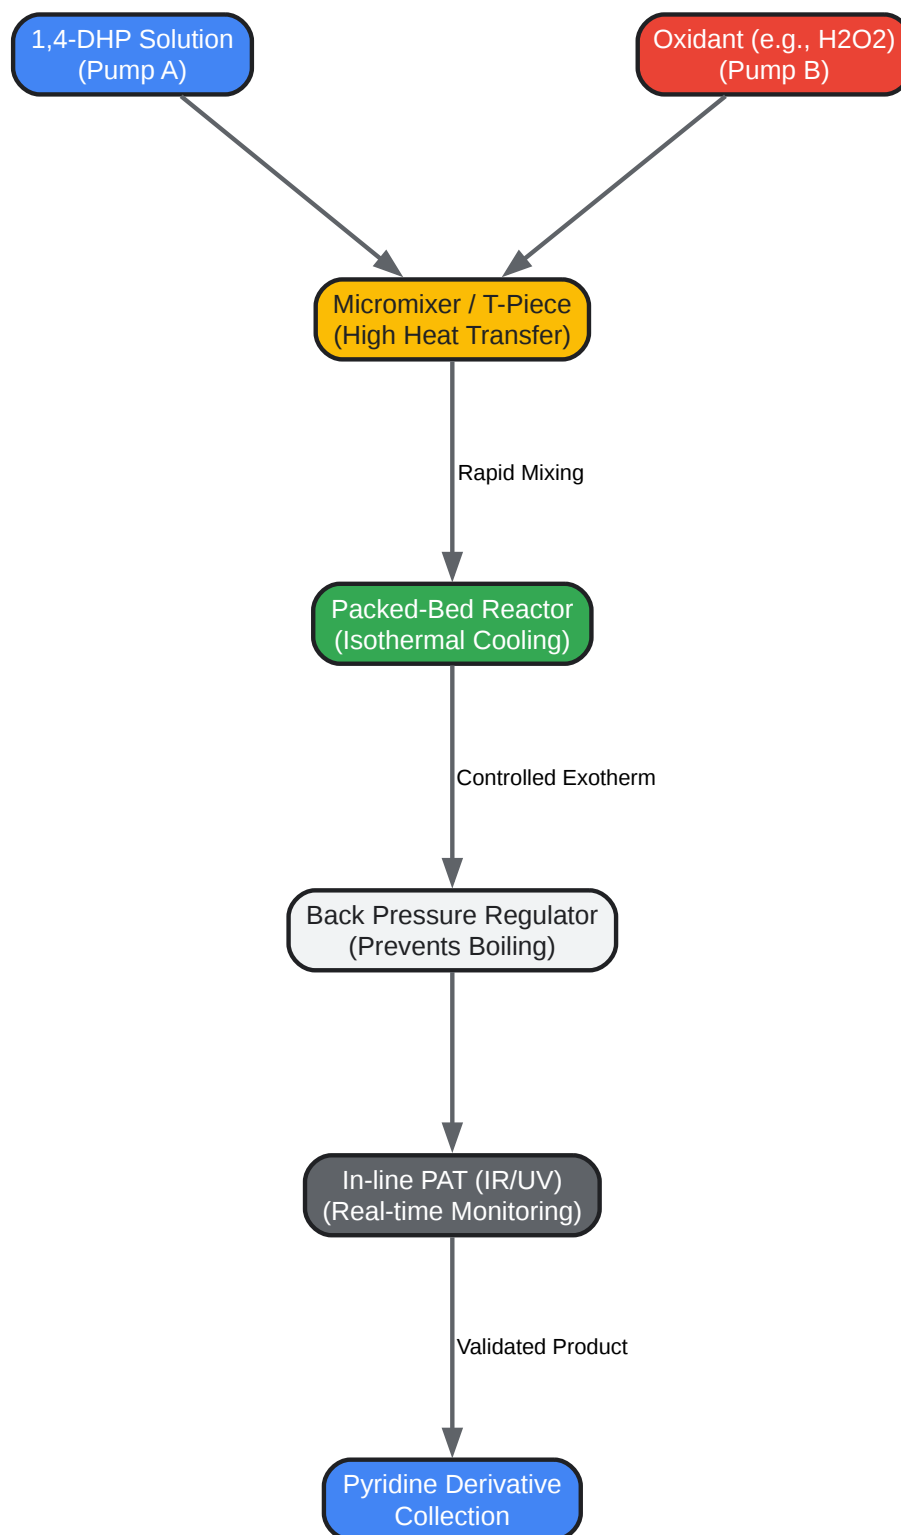 1,4-DHP Solution
(Pump A)
Oxidant (e.g., H2O2)
(Pump B)
Micromixer / T-Piece
(High Heat Transfer)
Rapid Mixing
Packed-Bed Reactor
(Isothermal Cooling)
Controlled Exotherm
Back Pressure Regulator
(Prevents Boiling)
In-line PAT (IR/UV)
(Real-time Monitoring)
Validated Product
Pyridine Derivative
Collection